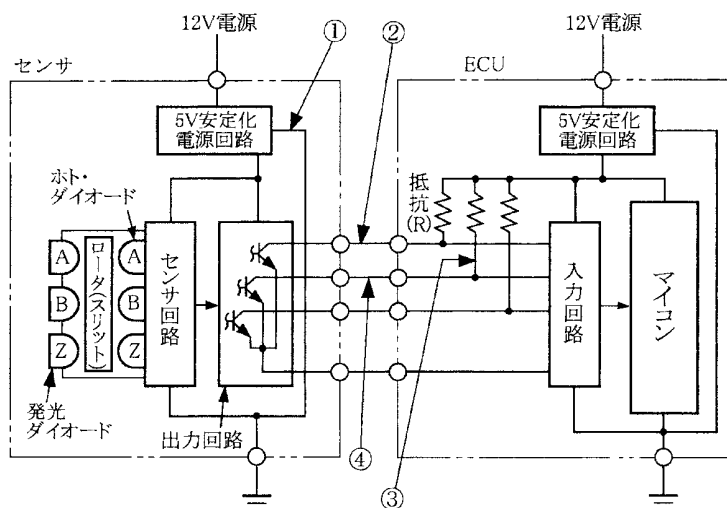 12V電源
①
②
12V電源
センサ
ECU
5V安定化
電源回路
5V安定化
電源回路
ホト・
ダイオード
抵抗
(R)
A
B
Z
ロータ(スリット)
A
B
Z
センサ回路
入力回路
マイコン
発光
ダイオード
出力回路
④
③